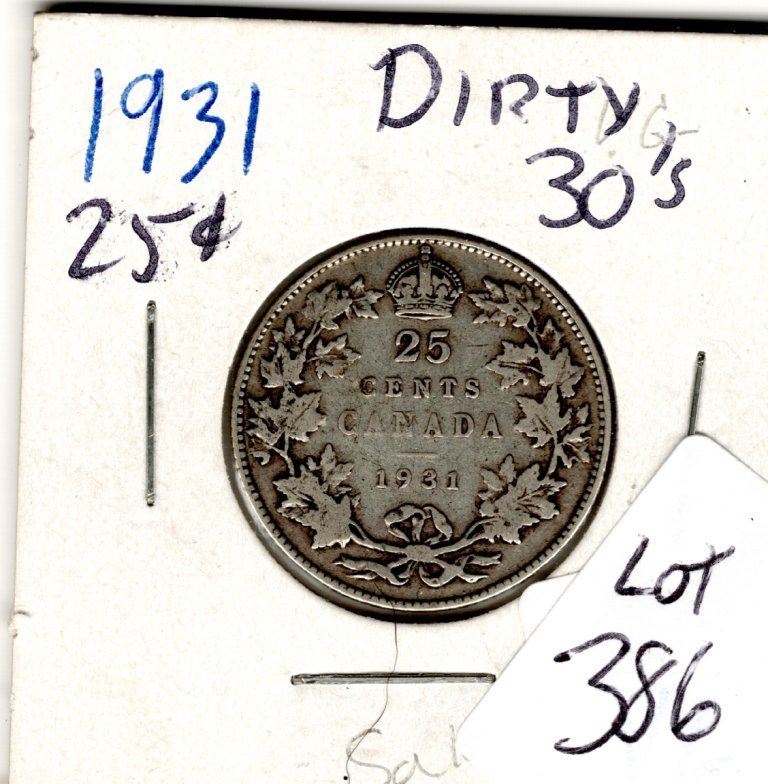 1931
DIRTY
30's
25¢
25
CENTS
CANADA
1931
LOT
386